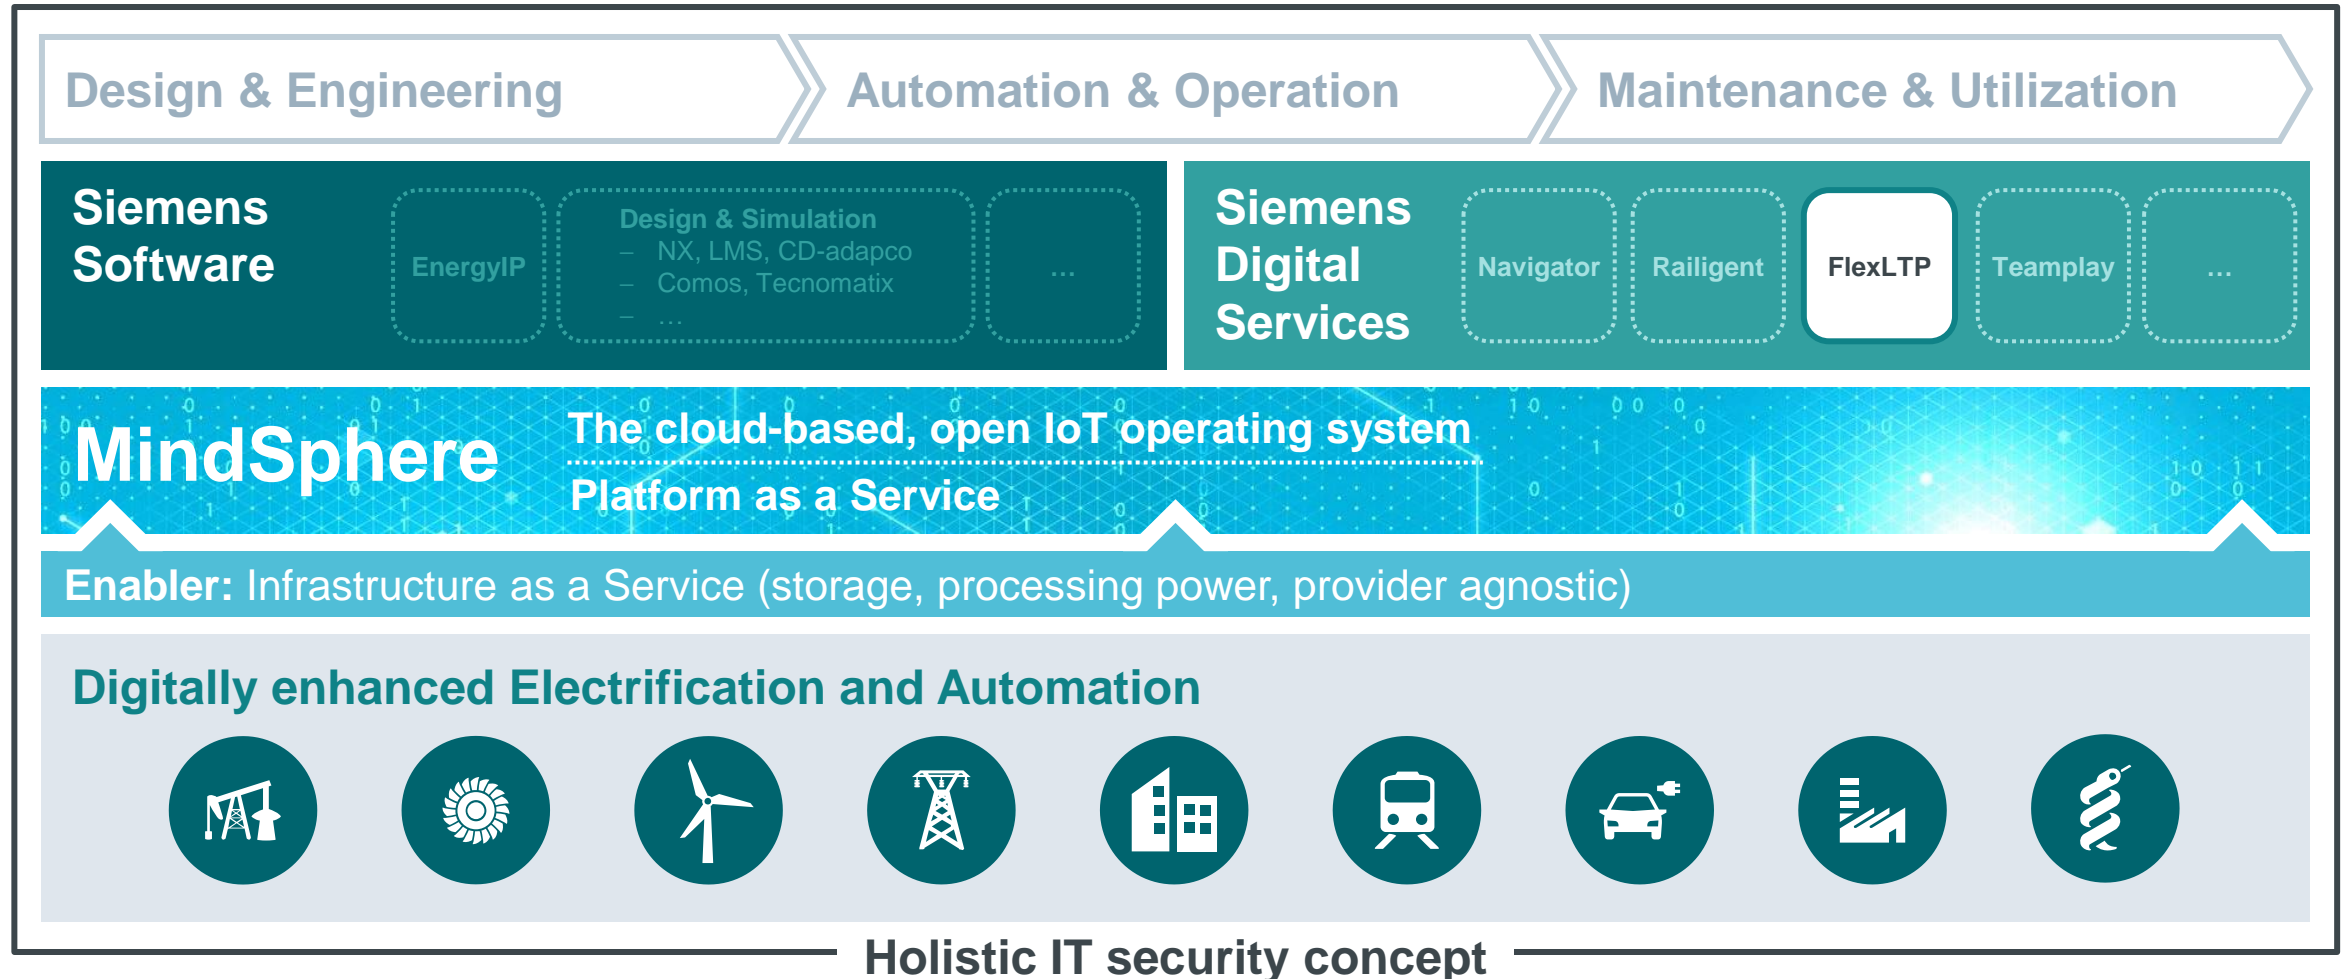 Design & Engineering
Automation & Operation
Maintenance & Utilization
Siemens
Software
EnergyIP
Design & Simulation
– NX, LMS, CD-adapco
– Comos, Tecnomatix
– …
…
Siemens
Digital
Services
Navigator
Railigent
FlexLTP
Teamplay
…
MindSphere
The cloud-based, open IoT operating system
Platform as a Service
Enabler: Infrastructure as a Service (storage, processing power, provider agnostic)
Digitally enhanced Electrification and Automation
Holistic IT security concept